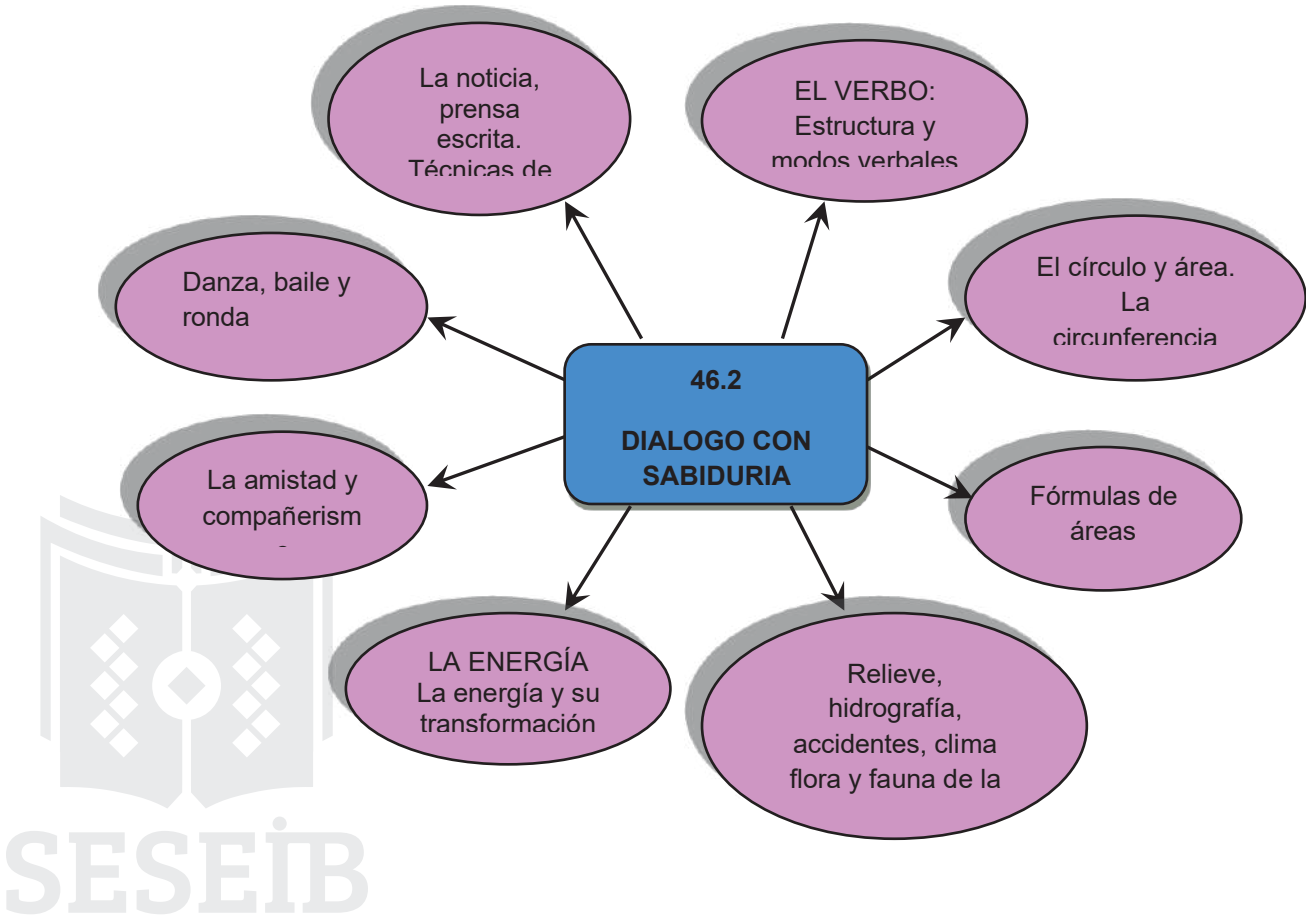 La noticia,
prensa
escrita.
Técnicas de
EL VERBO:
Estructura y
modos verbales
Danza, baile y
ronda
El círculo y área.
La
circunferencia
46.2
DIALOGO CON
SABIDURIA
La amistad y
compañerism
Fórmulas de
áreas
LA ENERGÍA
La energía y su
transformación
Relieve,
hidrografía,
accidentes, clima
flora y fauna de la
SESEIB